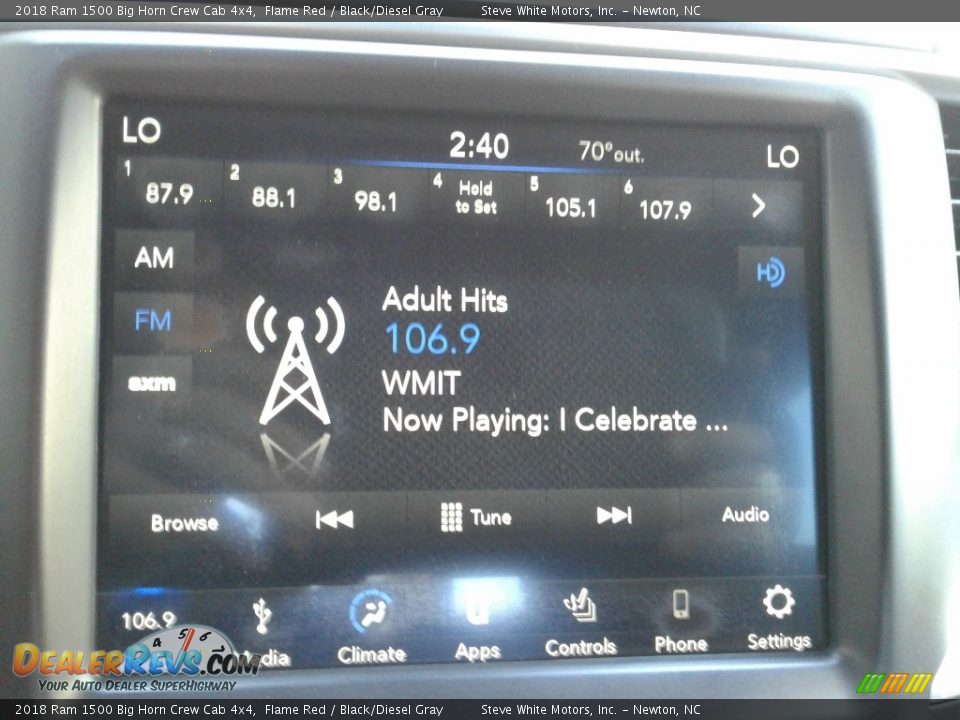 2018 Ram 1500 Big Horn Crew Cab 4x4, Flame Red / Black/Diesel Gray Steve White Motors, Inc. - Newton, NC
LO 2:40 70° out. LO
1 87.9 2 88.1 3 98.1 4 Hold to Set 5 105.1 6 107.9
AM
HD
FM
sxm
Adult Hits
106.9
WMIT
Now Playing: I Celebrate ...
Browse Tune Audio
106.9 Climate Apps Controls Phone Settings
4 5 6
DealerRevs.com
Your Auto Dealer SuperHighway
2018 Ram 1500 Big Horn Crew Cab 4x4, Flame Red / Black/Diesel Gray Steve White Motors, Inc. - Newton, NC